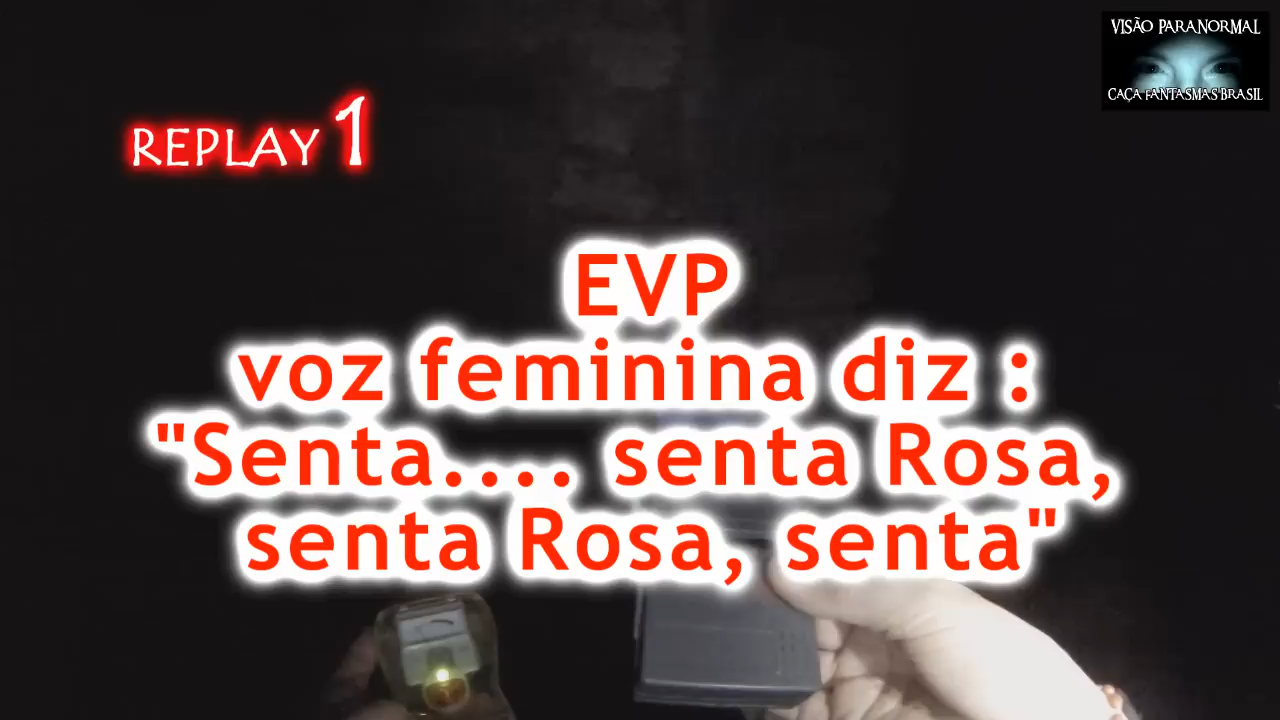 VISÃO PARANORMAL
CAÇA FANTASMAS BRASIL
REPLAY 1
EVP
voz feminina diz :
"Senta.... senta Rosa,
senta Rosa, senta"